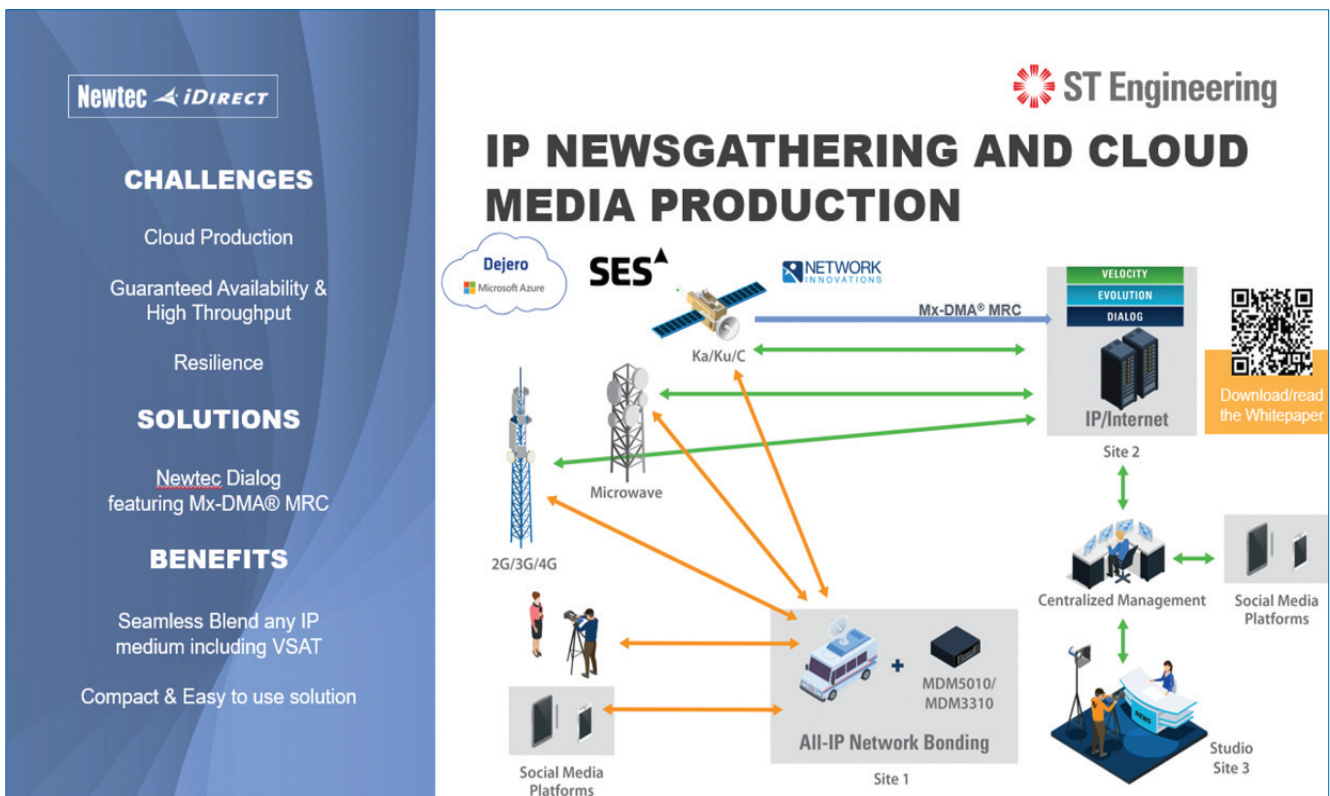 Newtec iDIRECT
ST Engineering
CHALLENGES
Cloud Production
Guaranteed Availability &
High Throughput
Resilience
SOLUTIONS
Newtec Dialog
featuring Mx-DMA® MRC
BENEFITS
Seamless Blend any IP
medium including VSAT
Compact & Easy to use solution
IP NEWSGATHERING AND CLOUD
MEDIA PRODUCTION
Dejero
Microsoft Azure
SES
NETWORK
INNOVATIONS
Mx-DMA® MRC
Ka/Ku/C
VELOCITY
EVOLUTION
DIALOG
IP/Internet
Site 2
Download/read
the Whitepaper
Microwave
2G/3G/4G
Centralized Management
Social Media
Platforms
MDM5010/
MDM3310
All-IP Network Bonding
Site 1
Social Media
Platforms
NEWS
Studio
Site 3